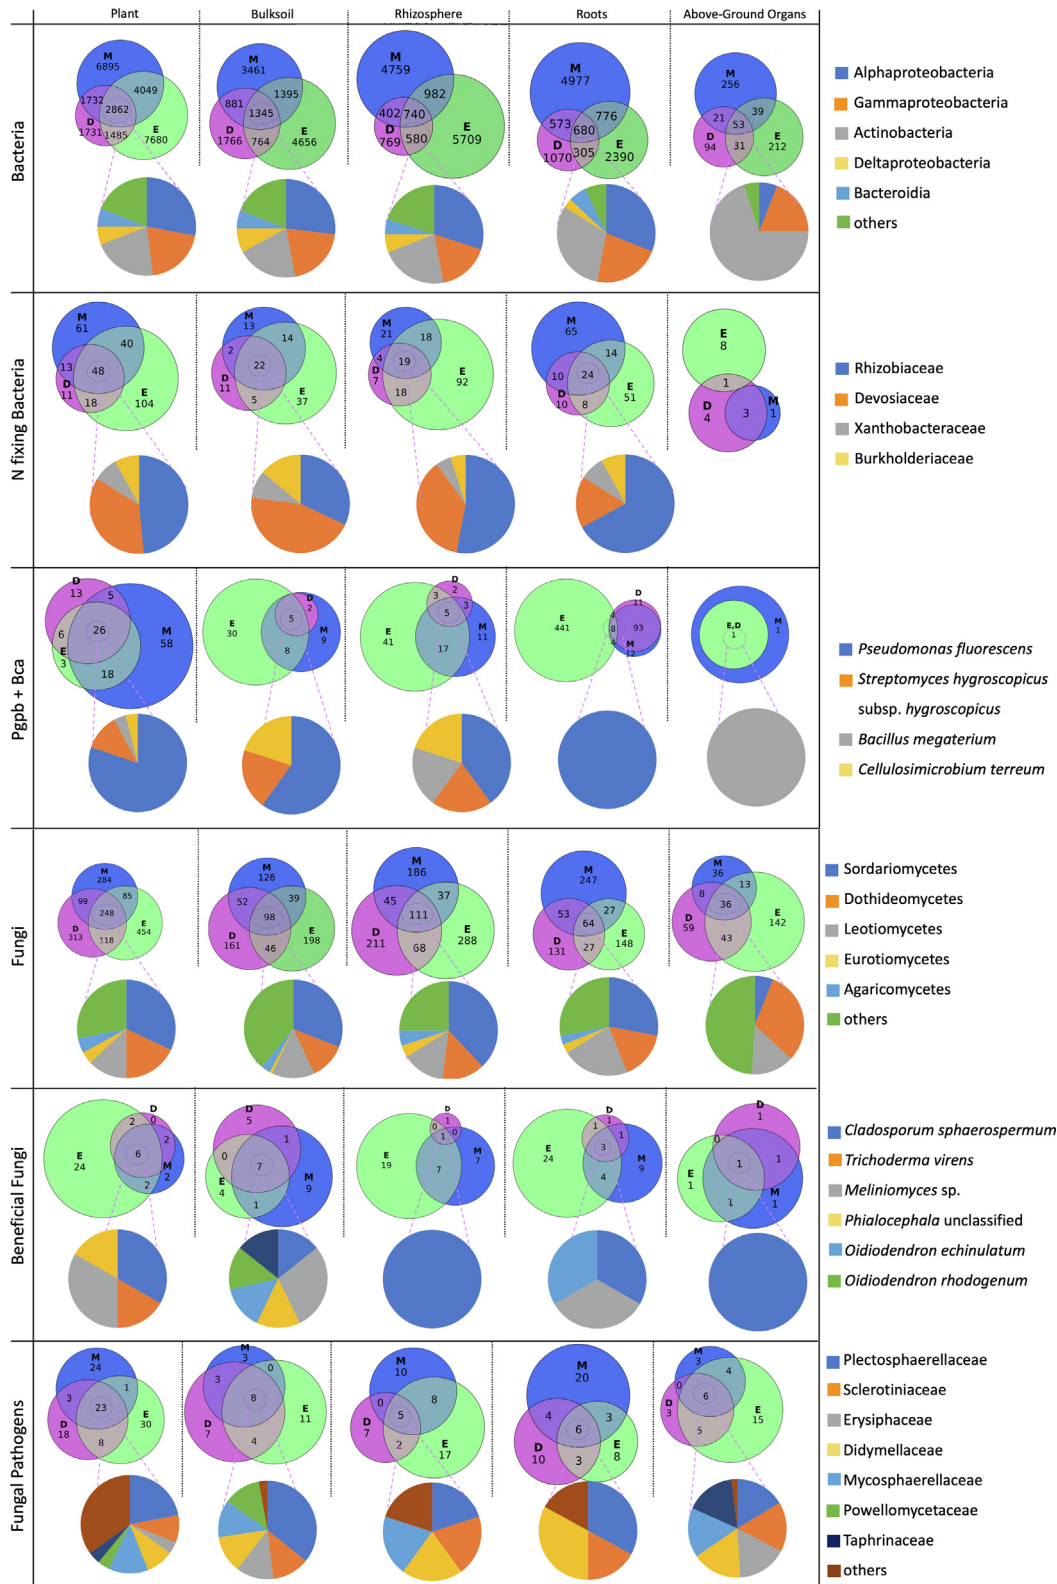 Plant Bulksoil Rhizosphere Roots Above-Ground Organs
Bacteria
M 6895 4049 1732 2862 D 1731 1485 E 7680
M 3461 1395 881 1345 D 1766 764 E 4656
M 4759 982 402 740 D 769 580 E 5709
M 4977 776 573 680 D 1070 305 E 2390
M 256 39 21 53 D 94 31 E 212
Alphaproteobacteria
Gammaproteobacteria
Actinobacteria
Deltaproteobacteria
Bacteroidia
others
N fixing Bacteria
M 61 40 13 48 D 11 18 E 104
M 13 14 2 22 D 11 5 E 37
M 21 18 4 19 D 7 18 E 92
M 65 14 10 24 D 10 8 E 51
E 8 1 D 4 3 M 1
Rhizobiaceae
Devosiaceae
Xanthobacteraceae
Burkholderiaceae
Pgpb + Bca
D 13 5 6 26 M 58 E 3 18
E 30 D 2 5 M 9 8
D 2 3 3 5 E 41 M 11 17
D 11 E 441 4 8 93 4 M 12
E,D 1 M 1
Pseudomonas fluorescens
Streptomyces hygroscopicus
subsp. hygroscopicus
Bacillus megaterium
Cellulosimicrobium terreum
Fungi
M 284 99 85 248 D 313 118 E 454
M 126 52 39 98 D 161 46 E 198
M 186 45 37 111 D 211 68 E 288
M 247 53 27 64 D 131 27 E 148
M 36 8 13 36 D 59 43 E 142
Sordariomycetes
Dothideomycetes
Leotiomycetes
Eurotiomycetes
Agaricomycetes
others
Beneficial Fungi
D 0 2 2 6 E 24 M 2 2
D 5 1 0 7 E 4 M 9 1
D 1 0 0 1 E 19 M 7 7
D 1 1 1 3 E 24 M 9 4
D 1 0 1 1 E 1 M 1 1
Cladosporum sphaerospermum
Trichoderma virens
Meliniomyces sp.
Phialocephala unclassified
Oidiodendron echinulatum
Oidiodendron rhodogenum
Fungal Pathogens
M 24 3 1 23 D 18 8 E 30
M 3 3 0 8 D 7 4 E 11
M 10 0 8 5 D 7 2 E 17
M 20 4 3 6 D 10 3 E 8
M 3 0 4 6 D 3 5 E 15
Plectosphaerellaceae
Sclerotiniaceae
Erysiphaceae
Didymellaceae
Mycosphaerellaceae
Powellomycetaceae
Taphrinaceae
others